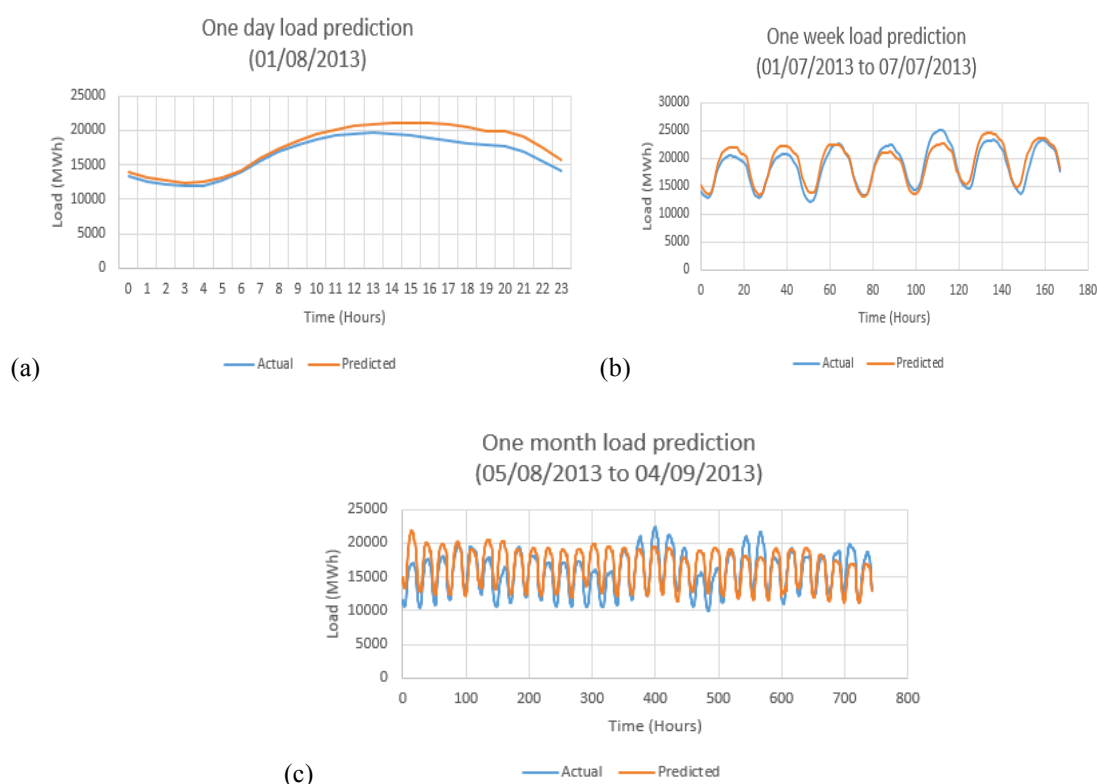 One day load prediction
(01/08/2013)
25000
20000
15000
10000
5000
0
Load (MWh)
0 1 2 3 4 5 6 7 8 9 10 11 12 13 14 15 16 17 18 19 20 21 22 23
Time (Hours)
Actual Predicted
(a)
One week load prediction
(01/07/2013 to 07/07/2013)
30000
25000
20000
15000
10000
5000
0
Load (MWh)
0 20 40 60 80 100 120 140 160 180
Time (Hours)
Actual Predicted
(b)
One month load prediction
(05/08/2013 to 04/09/2013)
25000
20000
15000
10000
5000
0
Load (MWh)
0 100 200 300 400 500 600 700 800
Time (Hours)
Actual Predicted
(c)